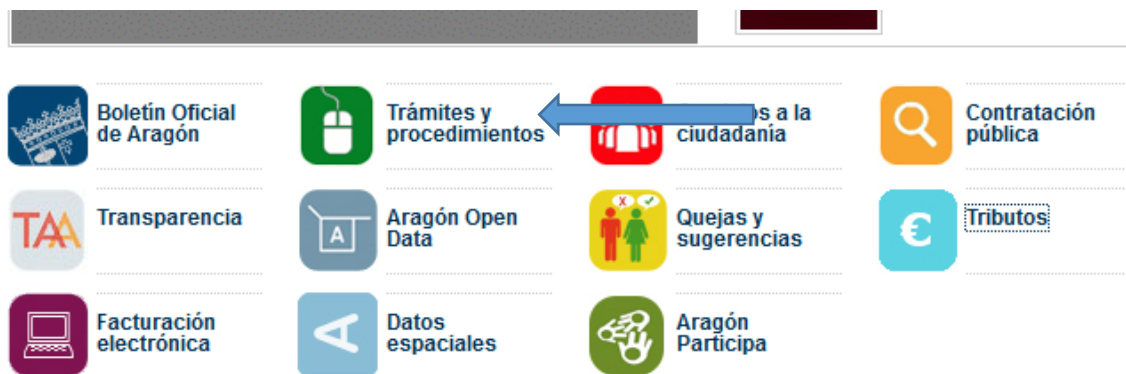 Boletín Oficial
de Aragón
Trámites y
procedimientos
os a la
ciudadanía
Contratación
pública
TAA
Transparencia
A
Aragón Open
Data
X
Quejas y
sugerencias
€
Tributos
Facturación
electrónica
A
Datos
espaciales
Aragón
Participa